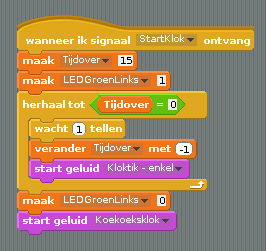 wanneer ik signaal StartKlok ontvang
maak Tijdover 15
maak LEDGroenLinks 1
herhaal tot Tijdover = 0
wacht 1 tellen
verander Tijdover met -1
start geluid Kloktik - enkel
maak LEDGroenLinks 0
start geluid Koekoeksklok